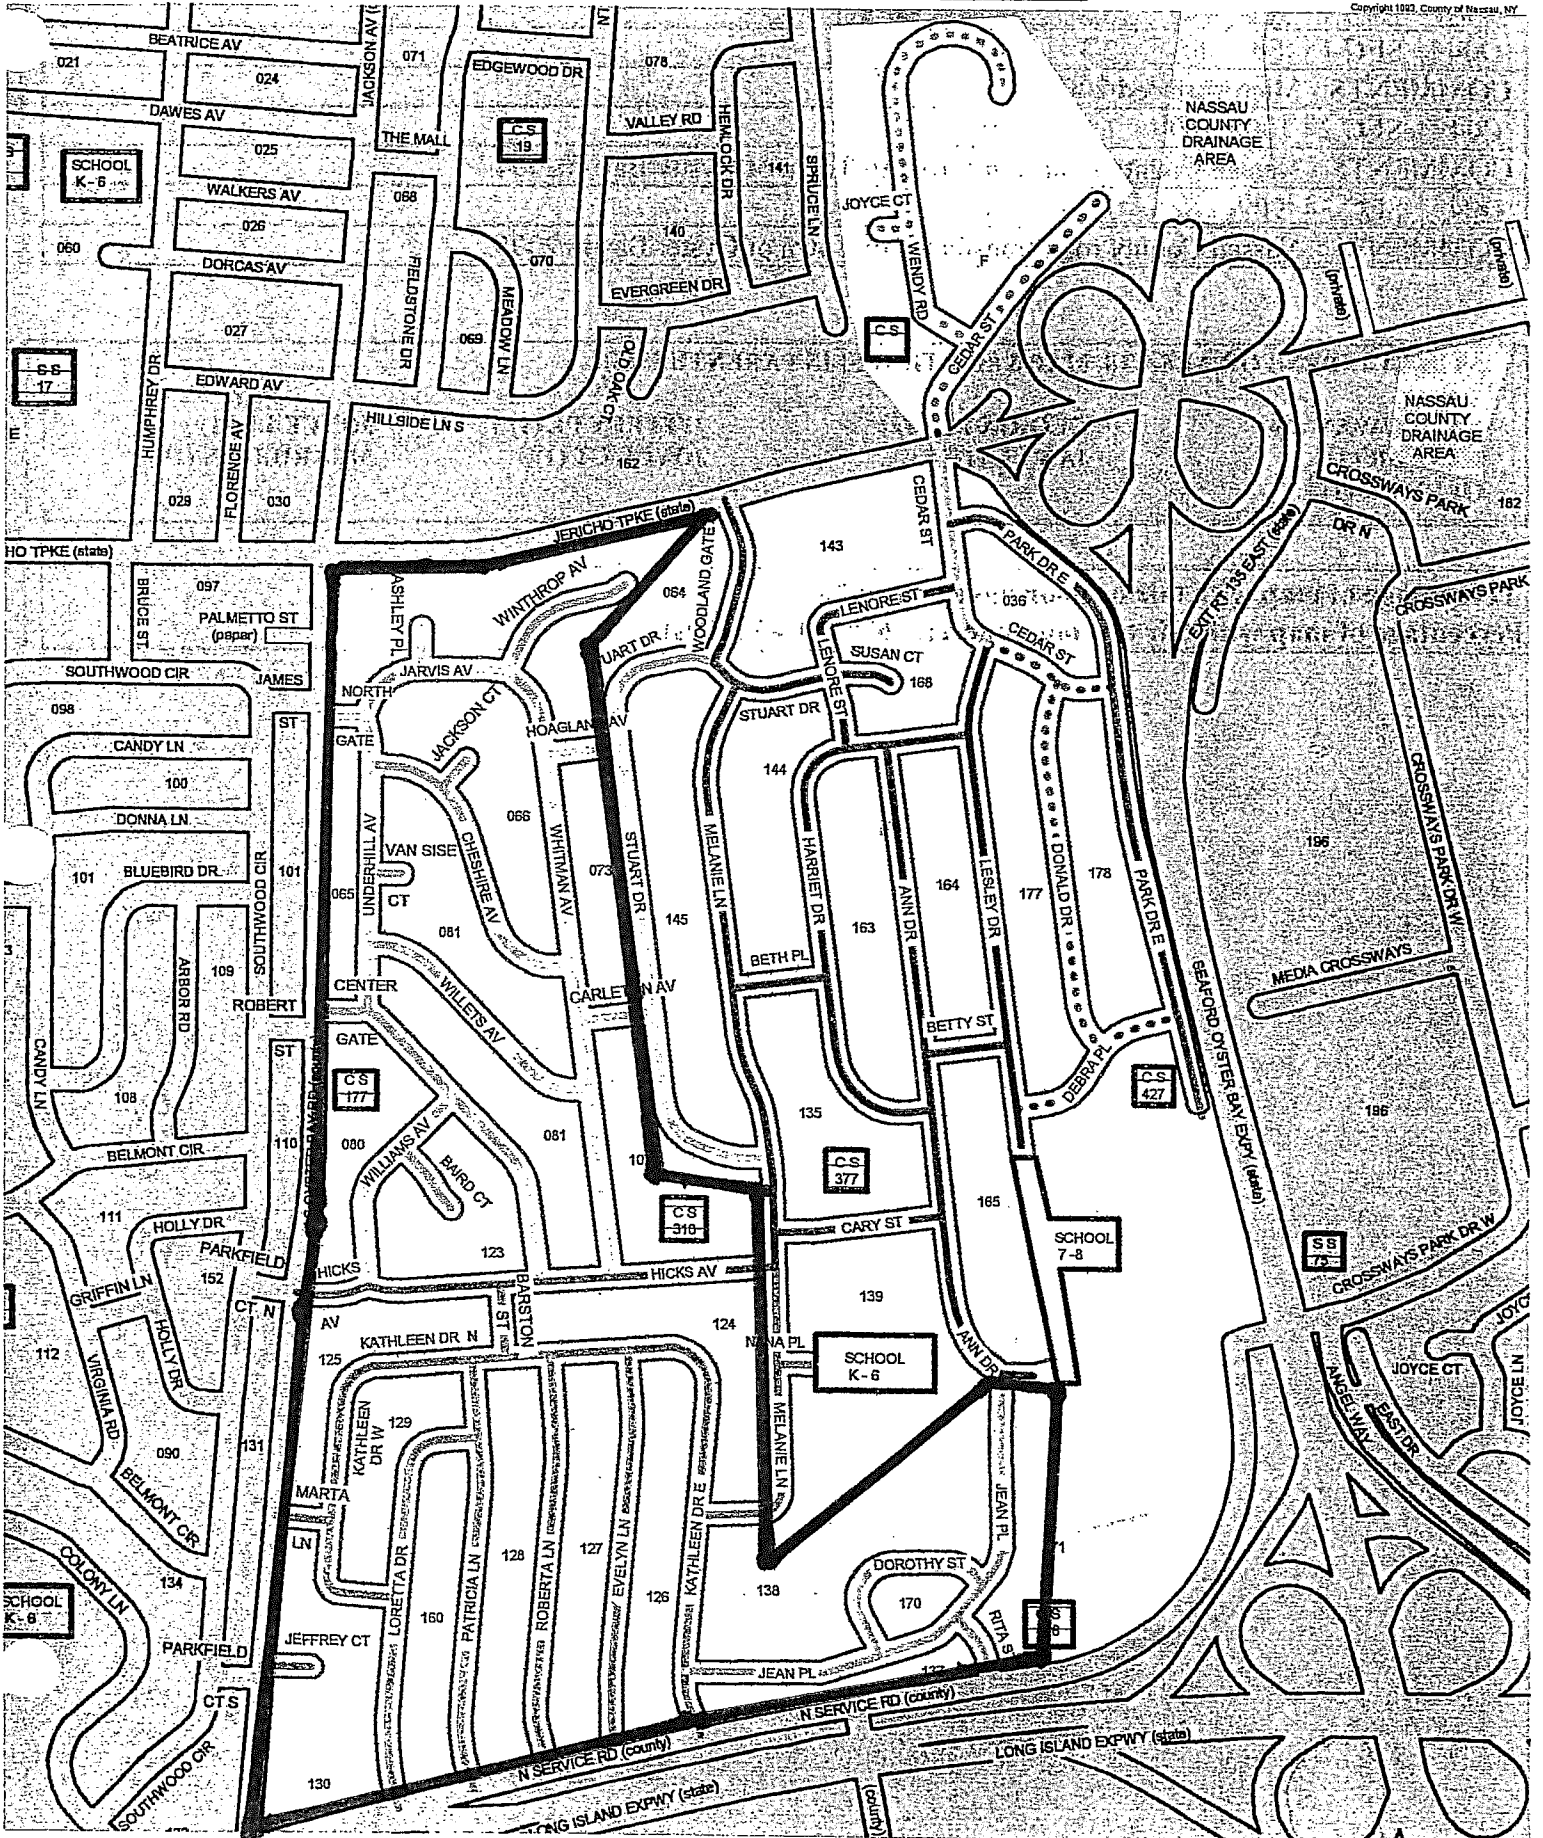 Copyright 1993, County of Nassau, NY
BEATRICE AV
021
024
JACKSON AV
071
EDGEWOOD DR
LN
078
DAWES AV
025
THE MALL
C S
19
VALLEY RD
HEMLOCK DR
141
SPRUCE LN
NASSAU
COUNTY
DRAINAGE
AREA
SCHOOL
K-6
WALKERS AV
068
026
060
DORCAS AV
FIELDSTONE DR
070
140
JOYCE CT
WENDY RD
F
(private)
(private)
MEADOW LN
EVERGREEN DR
027
069
C S
CEDAR ST
OLD OAK CT
S S
17
HUMPHREY DR
EDWARD AV
HILLSIDE LN S
E
FLORENCE AV
029
030
162
NASSAU
COUNTY
DRAINAGE
AREA
CROSSWAYS PARK
DR N
182
CEDAR ST
JERICHO TPKE (state)
HO TPKE (state)
143
PARK DR E
EXIT RT 135 EAST (state)
CROSSWAYS PARK
BRUCE ST
097
PALMETTO ST
(paper)
ASHLEY PL
WINTHROP AV
064
WOODLAND GATE
LENORE ST
036
CEDAR ST
SOUTHWOOD CIR
JAMES
ST
NORTH
GATE
JARVIS AV
UART DR
LENORE ST
SUSAN CT
168
098
CANDY LN
JACKSON CT
HOAGLAND AV
STUART DR
100
144
DONNA LN
066
CROSSWAYS PARK DR W
101
BLUEBIRD DR
SOUTHWOOD CIR
101
065
UNDERHILL AV
VAN SISE
CT
CHESHIRE AV
WHITMAN AV
073
STUART DR
145
MELANIE LN
HARRIET DR
163
ANN DR
164
LESLEY DR
177
DONALD DR
178
PARK DR E
196
081
109
ARBOR RD
CENTER
GATE
WILLETS AV
CARLETON AV
BETH PL
BETTY ST
SEAFORD OYSTER BAY EXPY (state)
MEDIA CROSSWAYS
ROBERT
ST
CANDY LN
108
C S
177
DEBRA PL
C S
427
196
BELMONT CIR
110
080
WILLIAMS AV
BAIRD CT
081
135
C S
377
111
HOLLY DR
PARKFIELD
CT N
C S
310
CARY ST
165
SCHOOL
7-8
S S
75
CROSSWAYS PARK DR W
123
GRIFFIN LN
152
HICKS
AV
HICKS AV
BARSTON
ST
139
124
NANA PL
KATHLEEN DR N
125
SCHOOL
K-6
ANN DR
112
VIRGINIA RD
HOLLY DR
JOYCE CT
JOYCE LN
ANGEL WAY
EAST DR
129
KATHLEEN
DR W
090
131
MELANIE LN
BELMONT CIR
MARTA
LN
KATHLEEN DR E
JEAN PL
COLONY LN
134
LORETTA DR
PATRICIA LN
128
ROBERTA LN
127
EVELYN LN
126
138
DOROTHY ST
170
RITA S
SCHOOL
K-6
160
JEFFREY CT
PARKFIELD
CT S
JEAN PL
N SERVICE RD (county)
SOUTHWOOD CIR
130
N SERVICE RD (county)
LONG ISLAND EXPWY (state)
LONG ISLAND EXPWY (state)
(county)